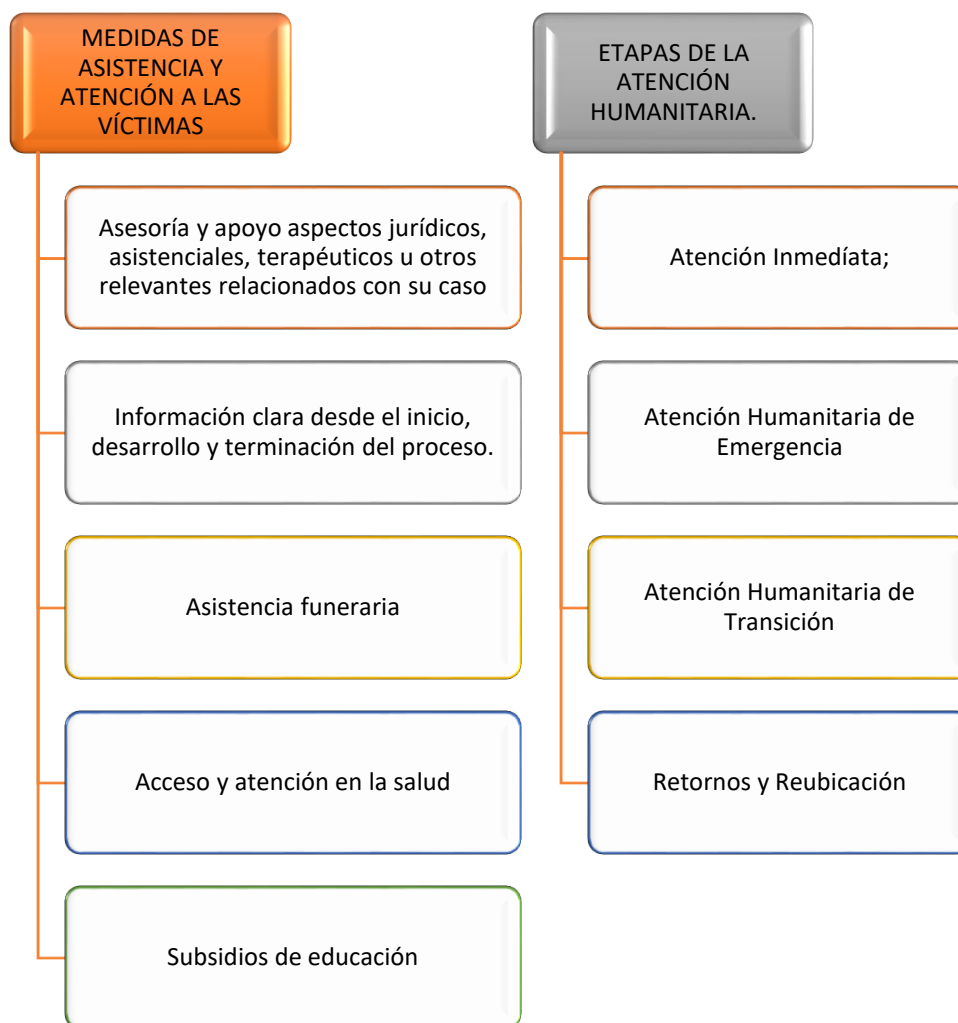 MEDIDAS DE
ASISTENCIA Y
ATENCIÓN A LAS
VÍCTIMAS
Asesoría y apoyo aspectos jurídicos,
asistenciales, terapéuticos u otros
relevantes relacionados con su caso
Información clara desde el inicio,
desarrollo y terminación del proceso.
Asistencia funeraria
Acceso y atención en la salud
Subsidios de educación
ETAPAS DE LA
ATENCIÓN
HUMANITARIA.
Atención Inmedíata;
Atención Humanitaria de
Emergencia
Atención Humanitaria de
Transición
Retornos y Reubicación